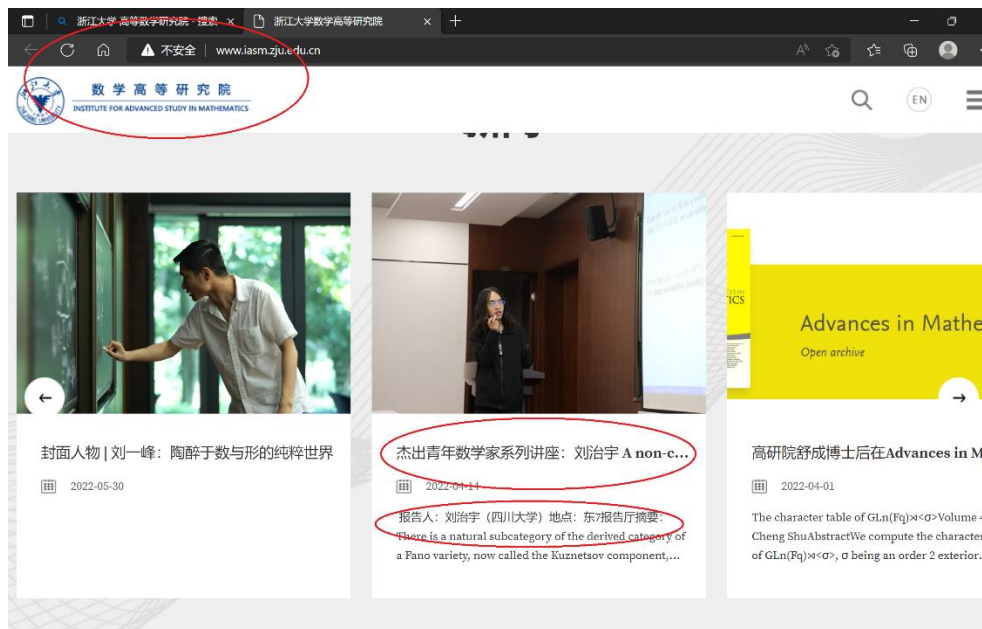 浙江大学 高等数学研究院 - 搜索
浙江大学数学高等研究院
不安全
www.iasm.zju.edu.cn
数学高等研究院
INSTITUTE FOR ADVANCED STUDY IN MATHEMATICS
EN
Advances in Mathe
Open archive
封面人物 | 刘一峰：陶醉于数与形的纯粹世界
2022-05-30
杰出青年数学家系列讲座：刘治宇 A non-c...
2022-04-14
报告人：刘治宇（四川大学）地点：东7报告厅摘要：
There is a natural subcategory of the derived category of
a Fano variety, now called the Kuznetsov component,...
高研院舒成博士后在Advances in M
2022-04-01
The character table of GLn(Fq)⋊<σ>Volume 4
Cheng ShuAbstractWe compute the character
of GLn(Fq)⋊<σ>, σ being an order 2 exterior.